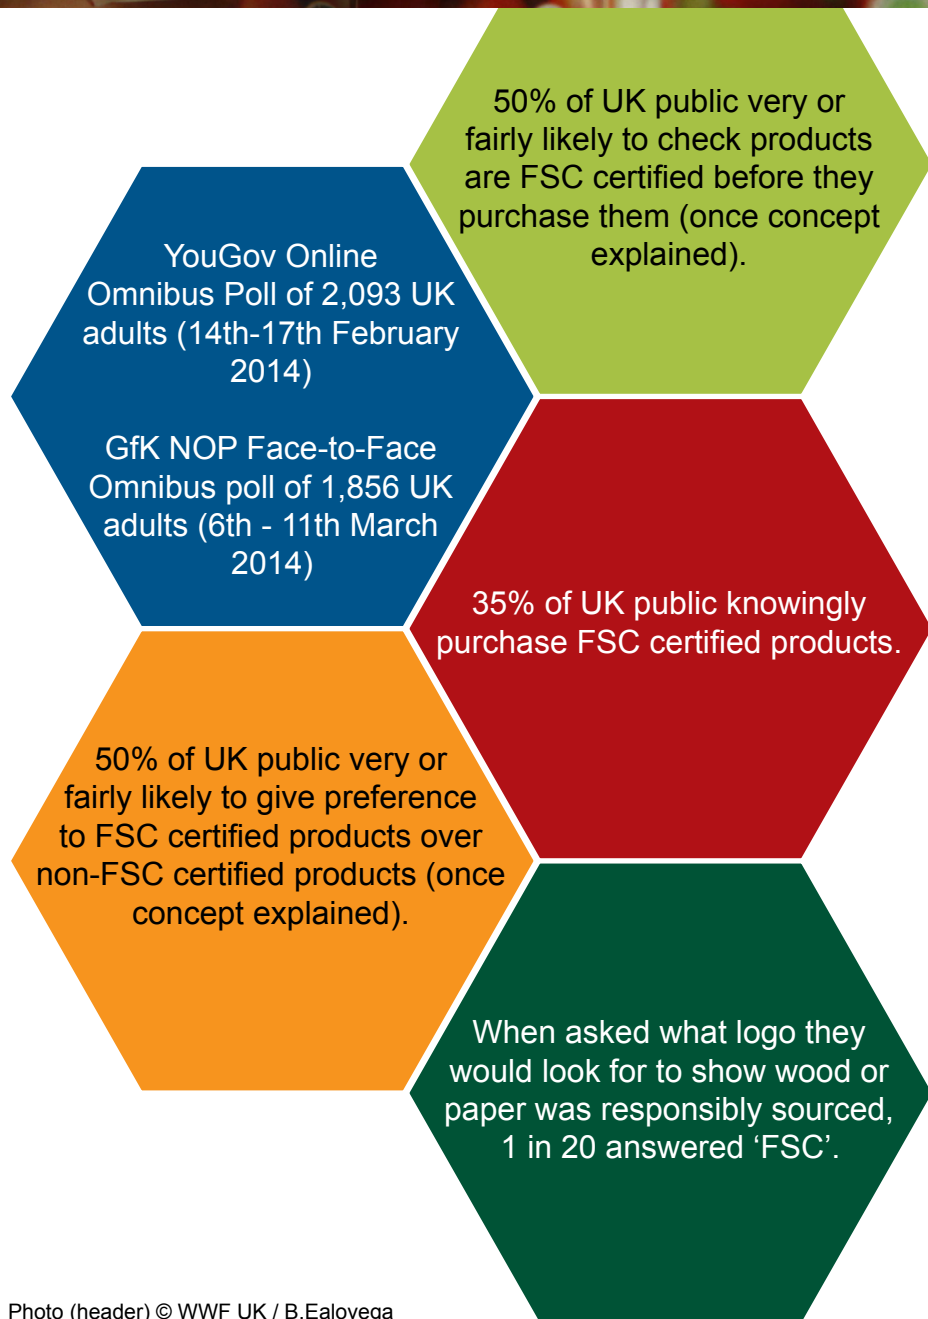 50% of UK public very or
fairly likely to check products
are FSC certified before they
purchase them (once concept
explained).
YouGov Online
Omnibus Poll of 2,093 UK
adults (14th-17th February
2014)
GfK NOP Face-to-Face
Omnibus poll of 1,856 UK
adults (6th - 11th March
2014)
35% of UK public knowingly
purchase FSC certified products.
50% of UK public very or
fairly likely to give preference
to FSC certified products over
non-FSC certified products (once
concept explained).
When asked what logo they
would look for to show wood or
paper was responsibly sourced,
1 in 20 answered ‘FSC’.
Photo (header) © WWF UK / B.Ealovega